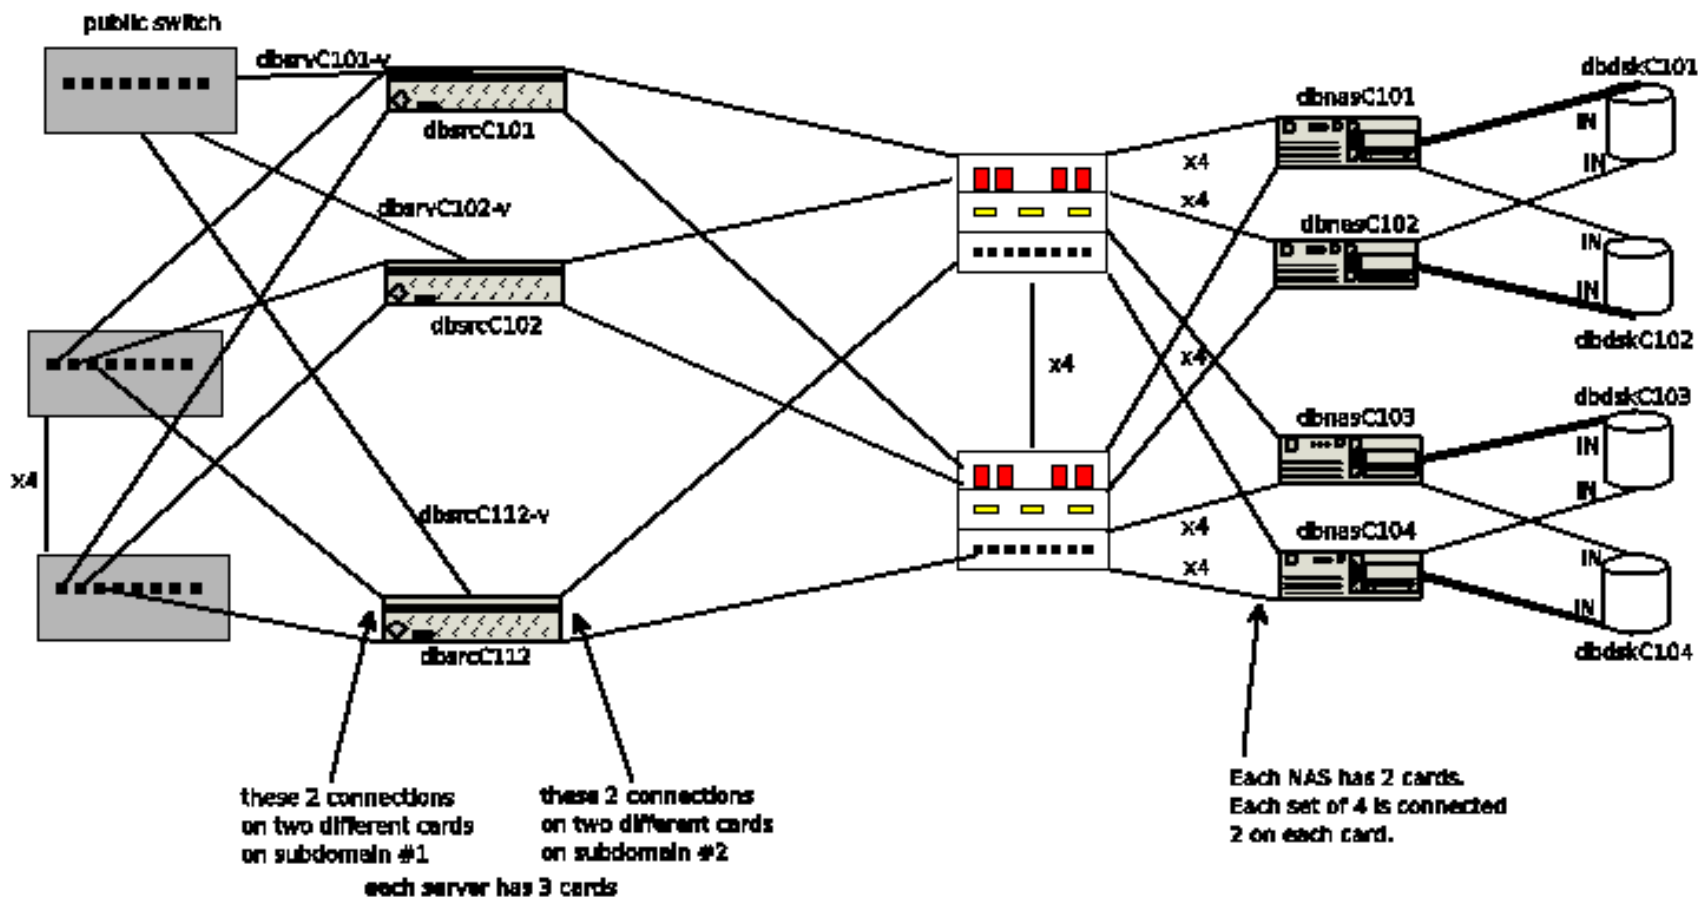 public switch
dbsrvC101-v
dbsrcC101
dbsrvC102-v
dbsrcC102
x4
dbsrcC112-v
dbsrcC112
x4
x4
x4
x4
x4
x4
dbnasC101
dbnasC102
dbnasC103
dbnasC104
dbdskC101
IN
IN
IN
IN
dbdskC102
dbdskC103
IN
IN
IN
IN
dbdskC104
these 2 connections
on two different cards
on subdomain #1
these 2 connections
on two different cards
on subdomain #2
each server has 3 cards
Each NAS has 2 cards.
Each set of 4 is connected
2 on each card.